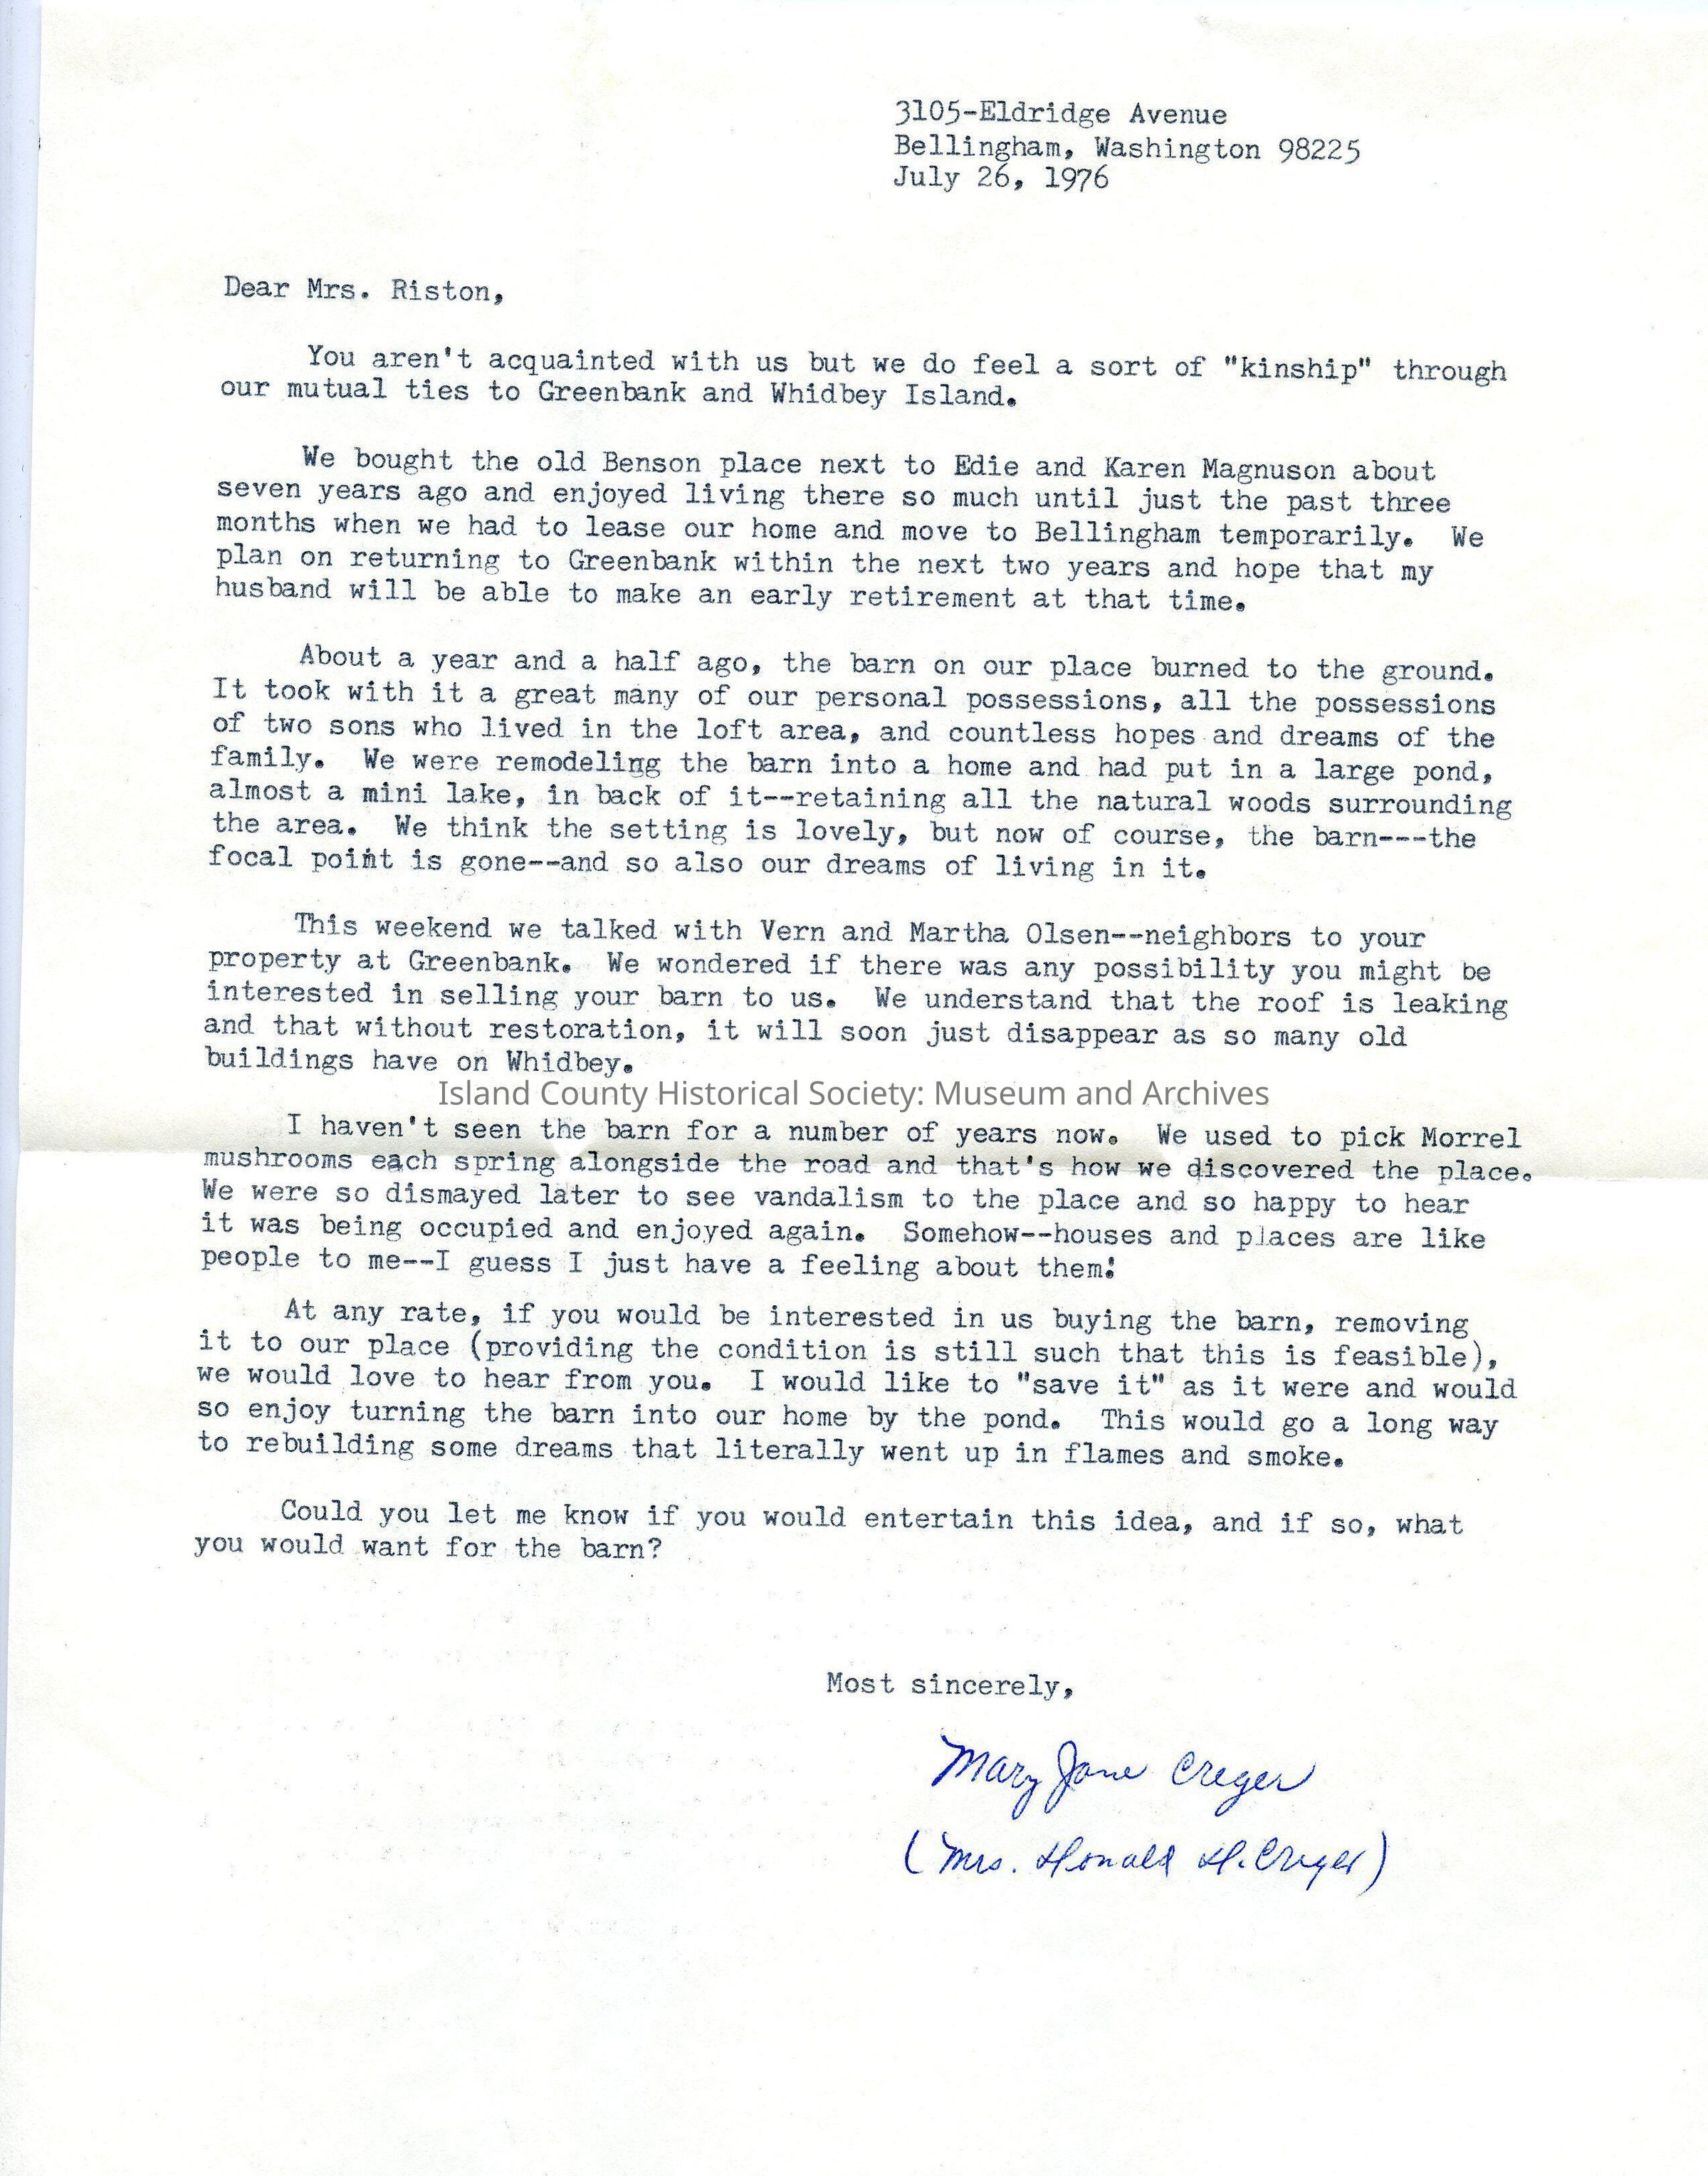 3105-Eldridge Avenue
Bellingham, Washington 98225
July 26, 1976
Dear Mrs. Riston,
You aren't acquainted with us but we do feel a sort of "kinship" through
our mutual ties to Greenbank and Whidbey Island.
We bought the old Benson place next to Edie and Karen Magnuson about
seven years ago and enjoyed living there so much until just the past three
months when we had to lease our home and move to Bellingham temporarily. We
plan on returning to Greenbank within the next two years and hope that my
husband will be able to make an early retirement at that time.
About a year and a half ago, the barn on our place burned to the ground.
It took with it a great many of our personal possessions, all the possessions
of two sons who lived in the loft area, and countless hopes and dreams of the
family. We were remodeling the barn into a home and had put in a large pond,
almost a mini lake, in back of it--retaining all the natural woods surrounding
the area. We think the setting is lovely, but now of course, the barn---the
focal point is gone--and so also our dreams of living in it.
This weekend we talked with Vern and Martha Olsen--neighbors to your
property at Greenbank. We wondered if there was any possibility you might be
interested in selling your barn to us. We understand that the roof is leaking
and that without restoration, it will soon just disappear as so many old
buildings have on Whidbey.
Island County Historical Society: Museum and Archives
I haven't seen the barn for a number of years now. We used to pick Morrel
mushrooms each spring alongside the road and that's how we discovered the place.
We were so dismayed later to see vandalism to the place and so happy to hear
it was being occupied and enjoyed again. Somehow--houses and places are like
people to me--I guess I just have a feeling about them!
At any rate, if you would be interested in us buying the barn, removing
it to our place (providing the condition is still such that this is feasible),
we would love to hear from you. I would like to "save it" as it were and would
so enjoy turning the barn into our home by the pond. This would go a long way
to rebuilding some dreams that literally went up in flames and smoke.
Could you let me know if you would entertain this idea, and if so, what
you would want for the barn?
Most sincerely,
Mary Jane Creger
(Mrs. Donald H. Creger)